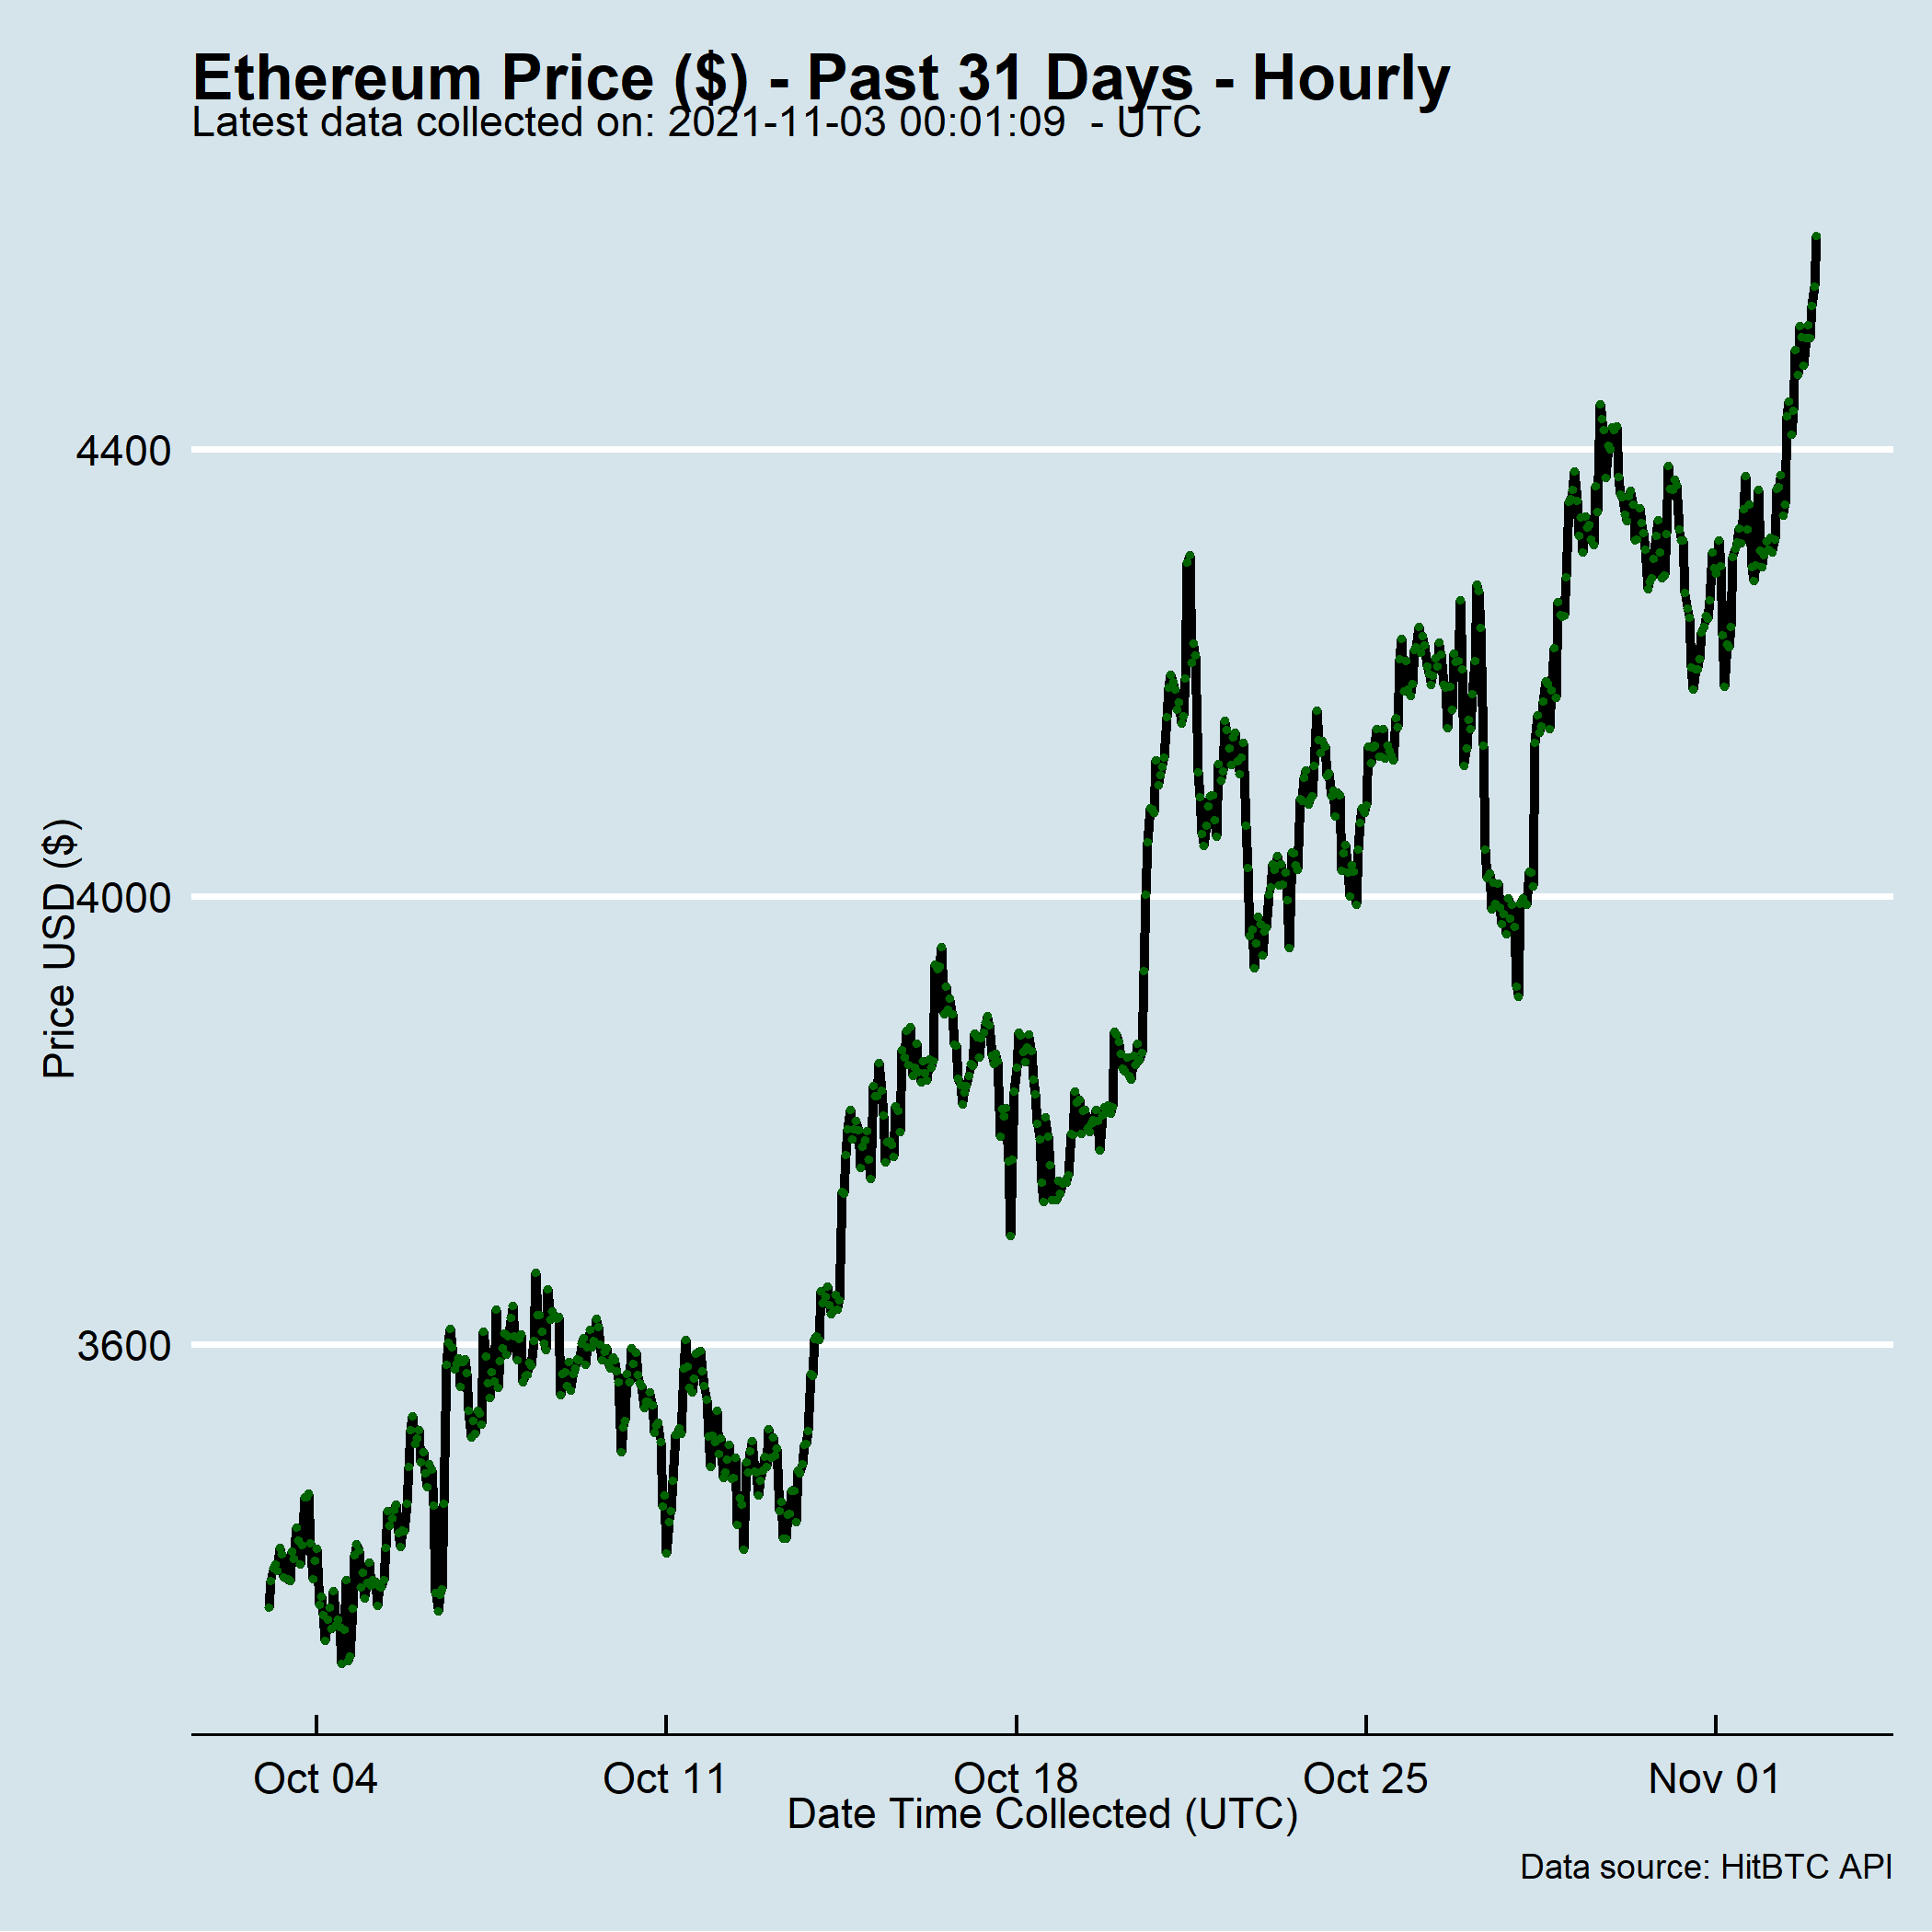 Ethereum Price ($) - Past 31 Days - Hourly
Latest data collected on: 2021-11-03 00:01:09  - UTC
4400
4000
3600
Price USD ($)
Oct 04
Oct 11
Oct 18
Oct 25
Nov 01
Date Time Collected (UTC)
Data source: HitBTC API